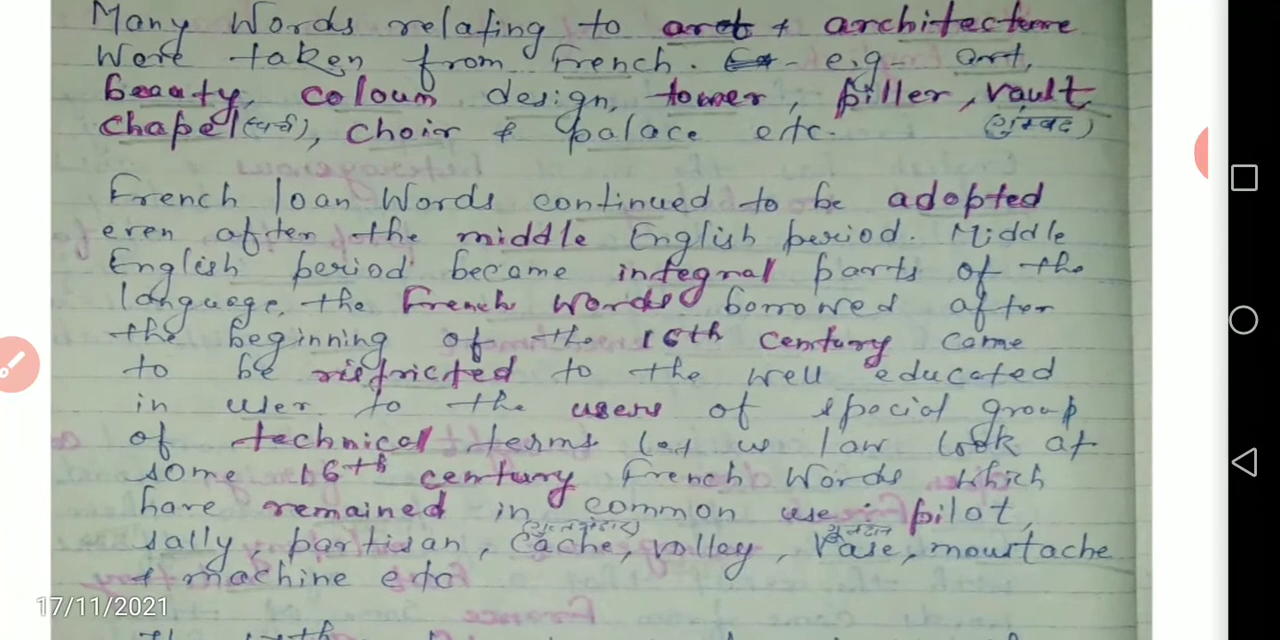 Many Words relating to art + architecture
Were taken from French. e.g- art,
beauty, colour design, tower, piller, vault,
chapel (चर्च), choir & palace etc. (गुम्बद)
French loan Words continued to be adopted
even after the middle English period. Middle
English period became integral parts of the
language, the French words borrowed after
the beginning of the 16th century came
to be ristricted to the well educated
in user to the users of special group
of technical terms let us law look at
some 16th century French Words which
have remained in common use : pilot,
sally, partisan, Cache, volley, Vase, moustache
& machine etc
17/11/2021